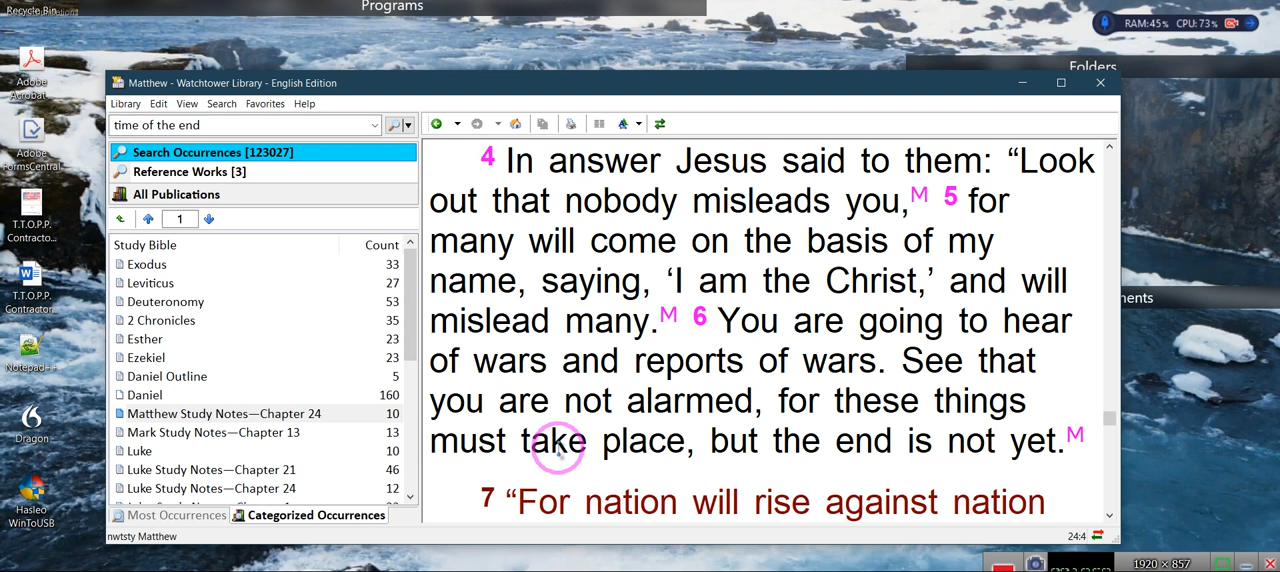 Recycle Bin
Programs
RAM:45% CPU:73%
Folders
Adobe
Acrobat
Matthew - Watchtower Library - English Edition
Library Edit View Search Favorites Help
time of the end
Adobe
FormsCentral
Search Occurrences [123027]
Reference Works [3]
All Publications
1
T.T.O.P.P.
Contracto...
Study Bible Count
Exodus 33
Leviticus 27
Deuteronomy 53
2 Chronicles 35
Esther 23
Ezekiel 23
Daniel Outline 5
Daniel 160
Matthew Study Notes—Chapter 24 10
Mark Study Notes—Chapter 13 13
Luke 10
Luke Study Notes—Chapter 21 46
Luke Study Notes—Chapter 24 12
Most Occurrences Categorized Occurrences
nwtsty Matthew
T.T.O.P.P.
Contractor...
Notepad++
Dragon
Hasleo
WinToUSB
4 In answer Jesus said to them: “Look
out that nobody misleads you,M 5 for
many will come on the basis of my
name, saying, ‘I am the Christ,’ and will
mislead many.M 6 You are going to hear
of wars and reports of wars. See that
you are not alarmed, for these things
must take place, but the end is not yet.M
7 “For nation will rise against nation
24:4
ments
1920 × 857